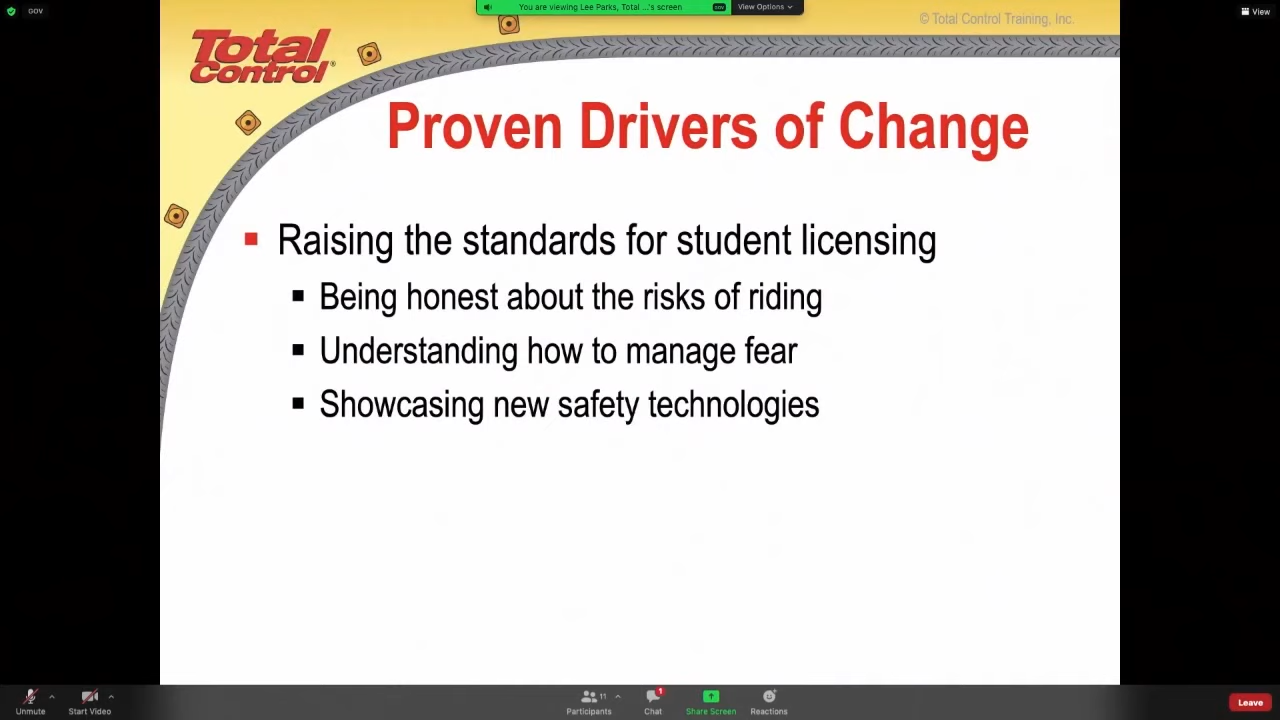 GOV
You are viewing Lee Parks, Total ...'s screen
GOV
View Options
View
© Total Control Training, Inc.
Total
Control®
Proven Drivers of Change
Raising the standards for student licensing
Being honest about the risks of riding
Understanding how to manage fear
Showcasing new safety technologies
Unmute
Start Video
11
Participants
1
Chat
Share Screen
Reactions
Leave